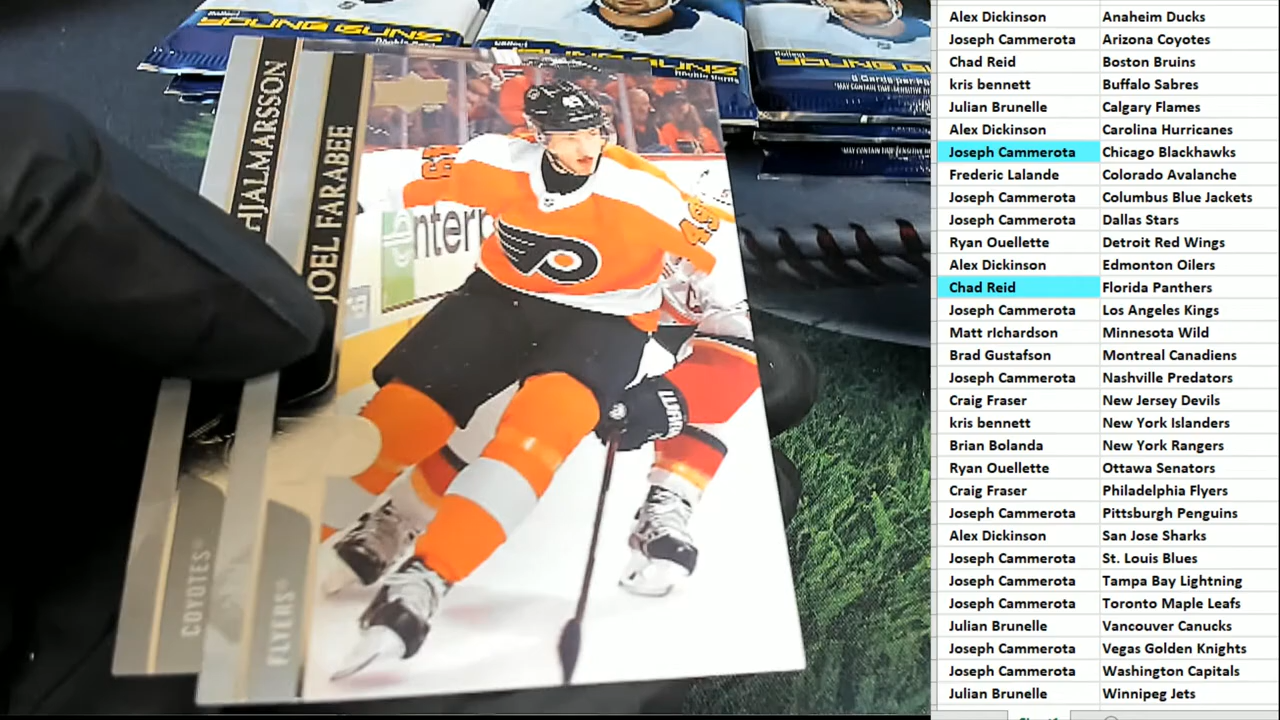 YOUNG GUNS
YOUNG GUNS
YOUNG GUNS
HJALMARSSON
JOEL FARABEE
COYOTES
FLYERS
Alex Dickinson Anaheim Ducks
Joseph Cammerota Arizona Coyotes
Chad Reid Boston Bruins
kris bennett Buffalo Sabres
Julian Brunelle Calgary Flames
Alex Dickinson Carolina Hurricanes
Joseph Cammerota Chicago Blackhawks
Frederic Lalande Colorado Avalanche
Joseph Cammerota Columbus Blue Jackets
Joseph Cammerota Dallas Stars
Ryan Ouellette Detroit Red Wings
Alex Dickinson Edmonton Oilers
Chad Reid Florida Panthers
Joseph Cammerota Los Angeles Kings
Matt rIchardson Minnesota Wild
Brad Gustafson Montreal Canadiens
Joseph Cammerota Nashville Predators
Craig Fraser New Jersey Devils
kris bennett New York Islanders
Brian Bolanda New York Rangers
Ryan Ouellette Ottawa Senators
Craig Fraser Philadelphia Flyers
Joseph Cammerota Pittsburgh Penguins
Alex Dickinson San Jose Sharks
Joseph Cammerota St. Louis Blues
Joseph Cammerota Tampa Bay Lightning
Joseph Cammerota Toronto Maple Leafs
Julian Brunelle Vancouver Canucks
Joseph Cammerota Vegas Golden Knights
Joseph Cammerota Washington Capitals
Julian Brunelle Winnipeg Jets